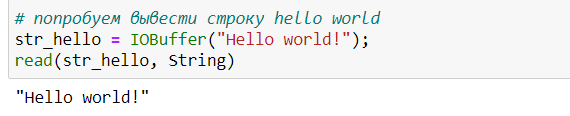 # попробуем вывести строку hello world
str_hello = IOBuffer("Hello world!");
read(str_hello, String)
"Hello world!"